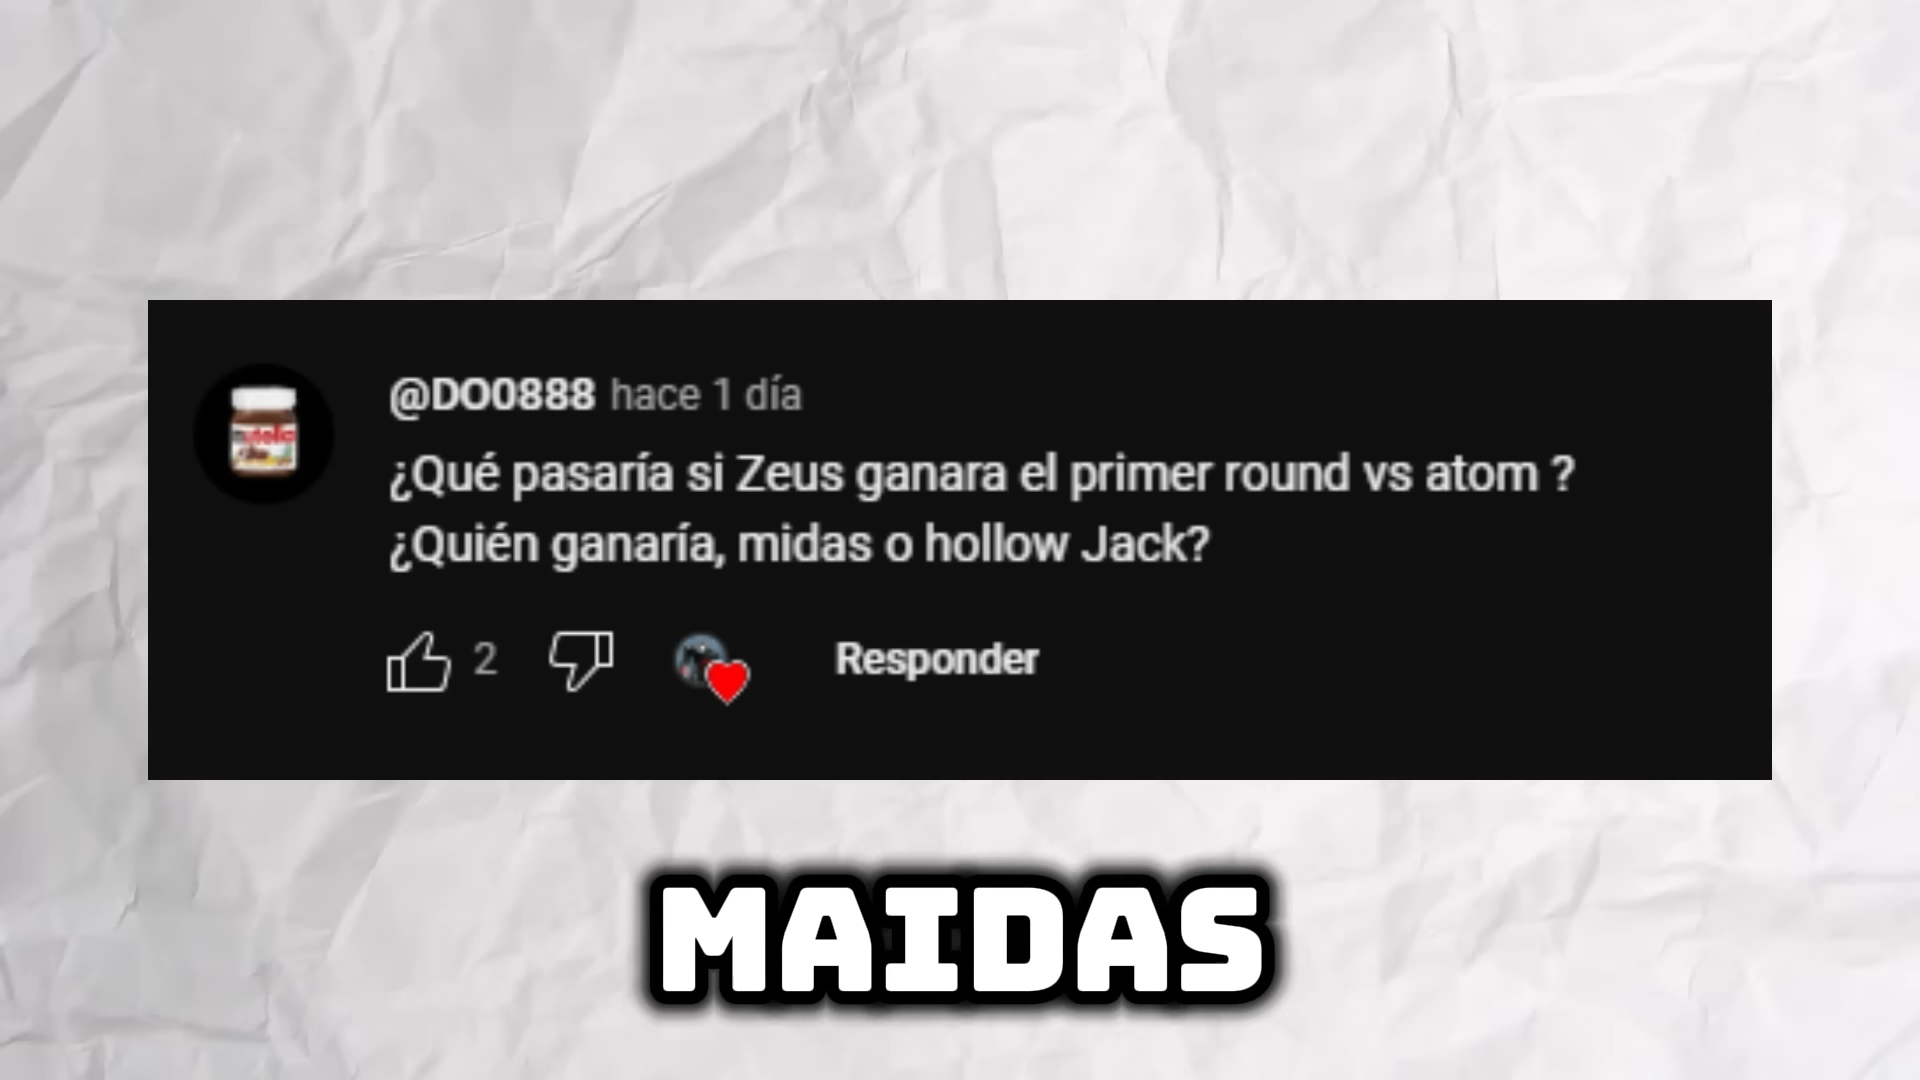 @DO0888 hace 1 día
¿Qué pasaría si Zeus ganara el primer round vs atom ?
¿Quién ganaría, midas o hollow Jack?
2
Responder
MAIDAS